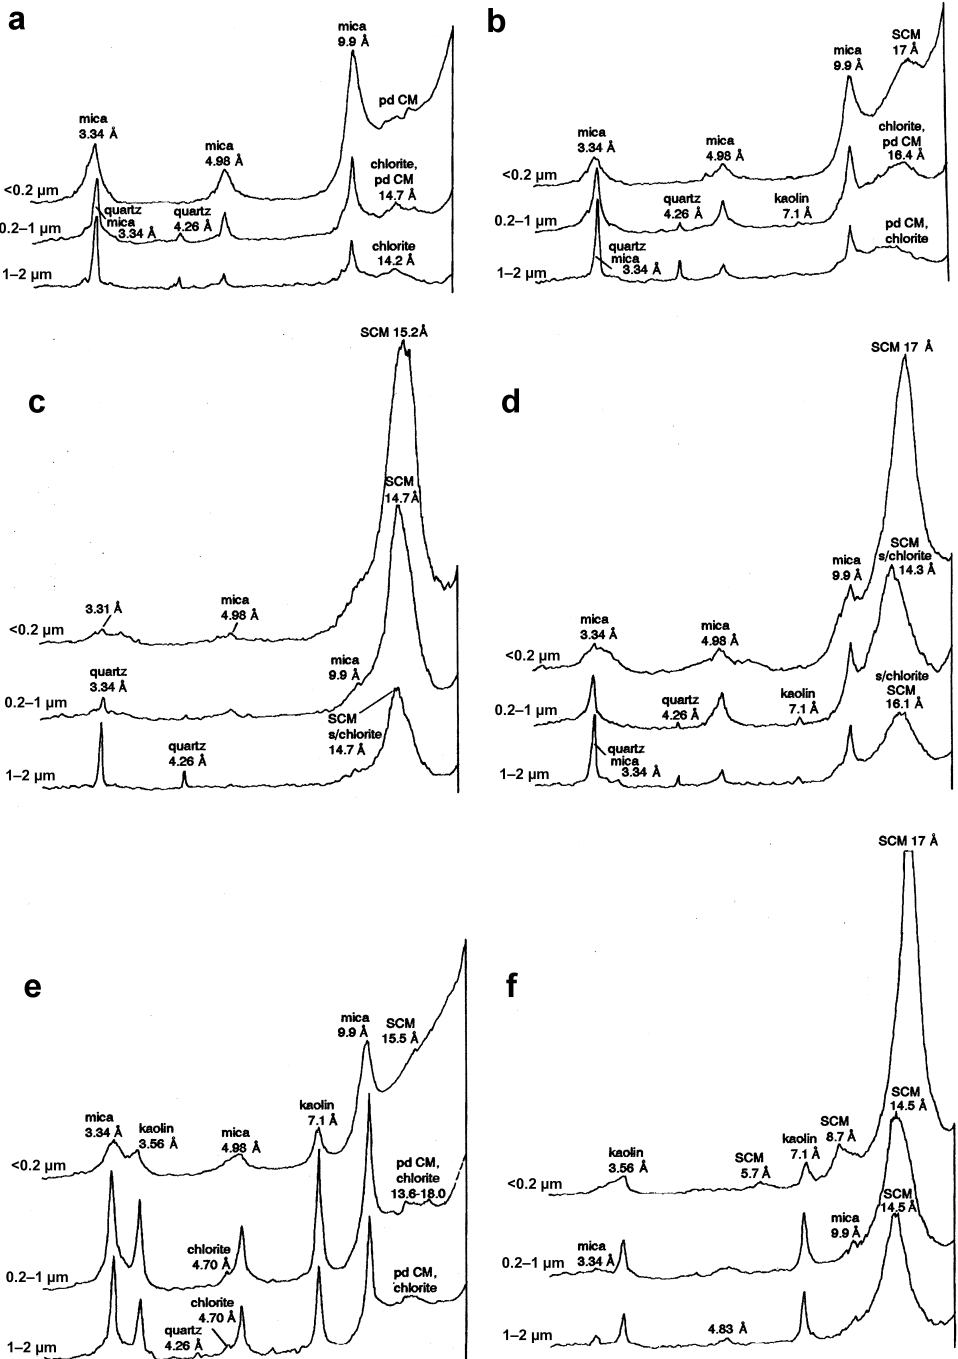 a
mica
9.9 Å
pd CM
mica
3.34 Å
mica
4.98 Å
chlorite,
pd CM
14.7 Å
<0.2 µm
quartz
mica
3.34 Å
quartz
4.26 Å
0.2–1 µm
chlorite
14.2 Å
1–2 µm
b
SCM
17 Å
mica
9.9 Å
mica
3.34 Å
mica
4.98 Å
chlorite,
pd CM
16.4 Å
<0.2 µm
quartz
4.26 Å
kaolin
7.1 Å
0.2–1 µm
pd CM,
chlorite
quartz
mica
3.34 Å
1–2 µm
c
SCM 15.2Å
SCM
14.7Å
3.31 Å
mica
4.98 Å
<0.2 µm
mica
9.9 Å
quartz
3.34 Å
0.2–1 µm
SCM
s/chlorite
14.7 Å
quartz
4.26 Å
1–2 µm
d
SCM 17 Å
SCM
s/chlorite
14.3 Å
mica
9.9 Å
mica
3.34 Å
mica
4.98 Å
<0.2 µm
s/chlorite
SCM
16.1 Å
quartz
4.26 Å
kaolin
7.1 Å
0.2–1 µm
quartz
mica
3.34 Å
1–2 µm
e
mica
9.9 Å
SCM
15.5 Å
mica
3.34 Å
kaolin
3.56 Å
mica
4.98 Å
kaolin
7.1 Å
<0.2 µm
pd CM,
chlorite
13.6-18.0
chlorite
4.70 Å
0.2–1 µm
pd CM,
chlorite
chlorite
4.70 Å
quartz
4.26 Å
1–2 µm
f
SCM 17 Å
SCM
14.5 Å
SCM
8.7 Å
kaolin
7.1 Å
kaolin
3.56 Å
SCM
5.7 Å
<0.2 µm
SCM
14.5 Å
mica
9.9 Å
mica
3.34 Å
0.2–1 µm
4.83 Å
1–2 µm